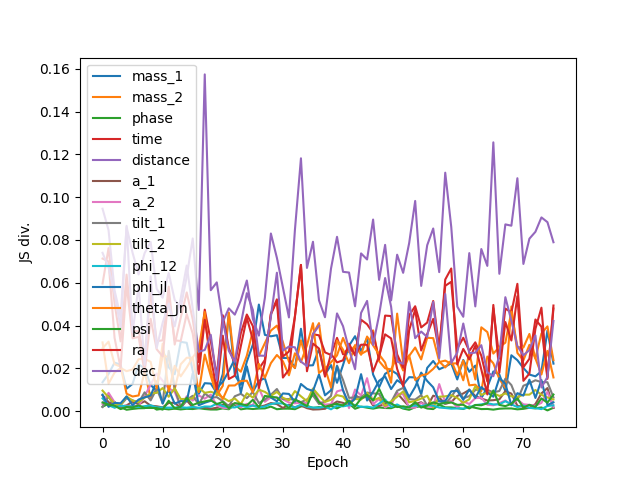 0.16
0.14
0.12
0.10
0.08
0.06
0.04
0.02
0.00
JS div.
mass_1
mass_2
phase
time
distance
a_1
a_2
tilt_1
tilt_2
phi_12
phi_jl
theta_jn
psi
ra
dec
0 10 20 30 40 50 60 70
Epoch